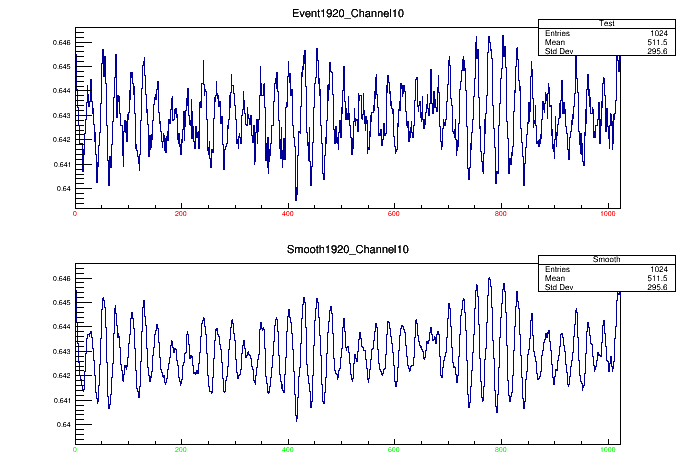 Event1920_Channel10
Test
Entries 1024
Mean 511.5
Std Dev 295.6
0.646
0.645
0.644
0.643
0.642
0.641
0.64
0 200 400 600 800 1000
Smooth1920_Channel10
Smooth
Entries 1024
Mean 511.5
Std Dev 295.6
0.646
0.645
0.644
0.643
0.642
0.641
0.64
0 200 400 600 800 1000